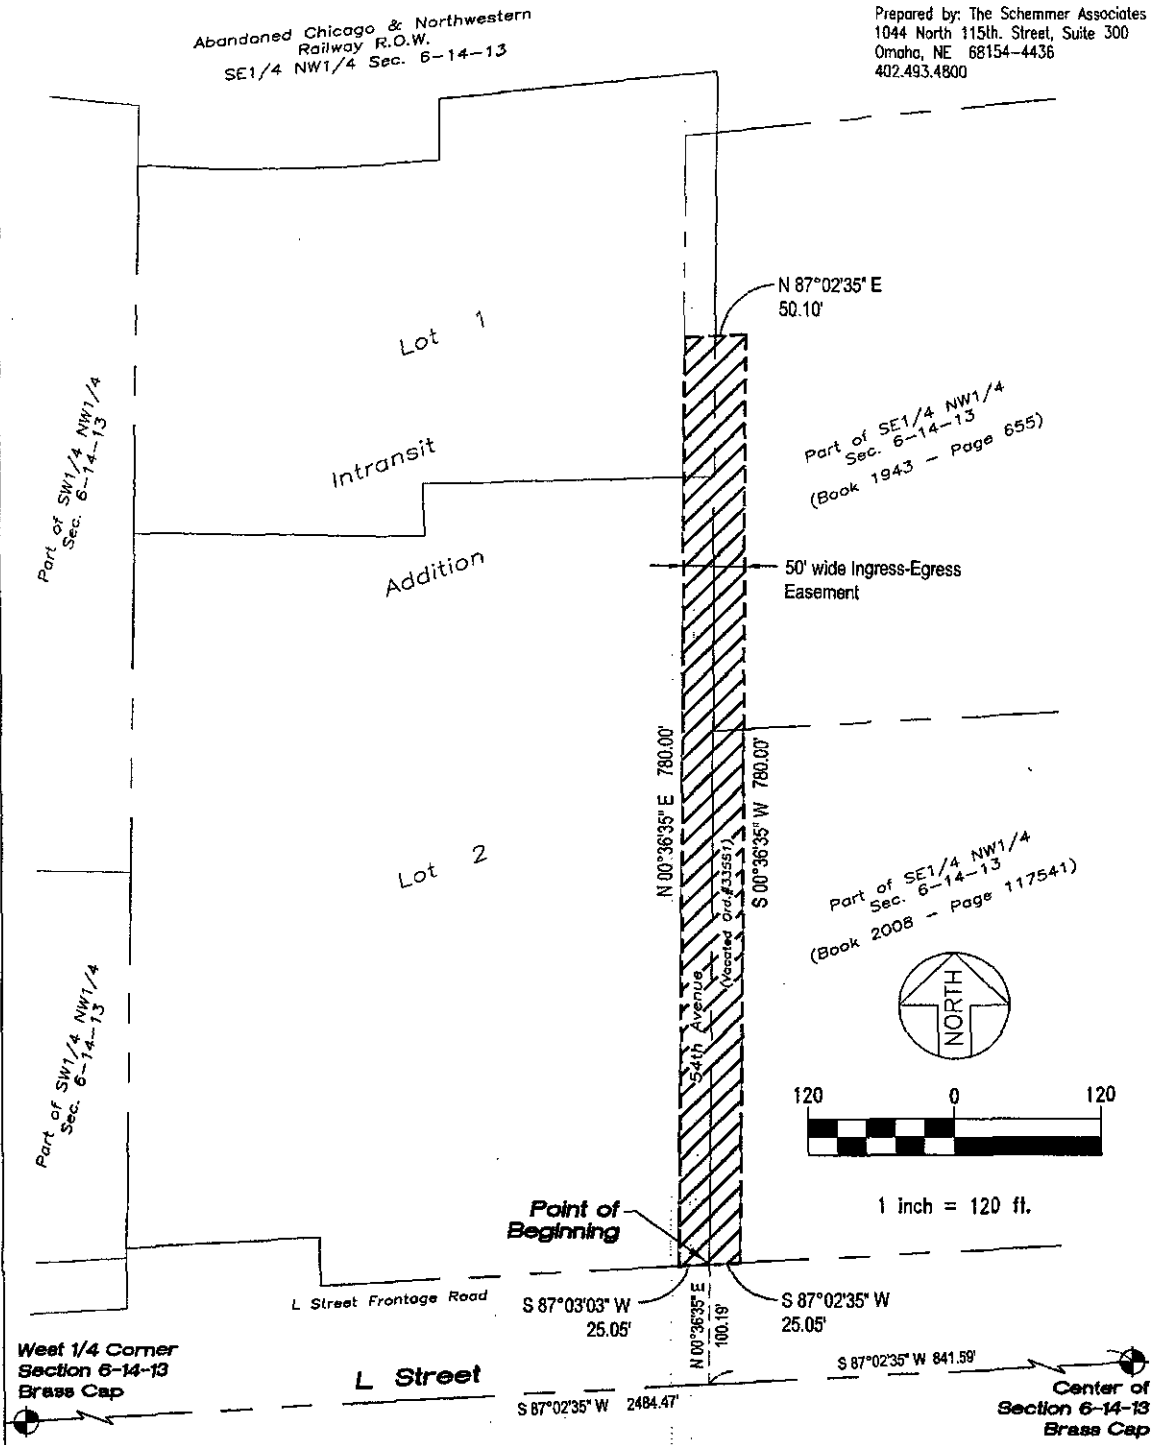 Abandoned Chicago & Northwestern
Railway R.O.W.
SE1/4 NW1/4 Sec. 6-14-13
Prepared by: The Schemmer Associates
1044 North 115th. Street, Suite 300
Omaha, NE 68154-4436
402.493.4800
N 87°02'35" E
50.10'
Lot 1
Part of SW1/4 NW1/4
Sec. 6-14-13
Intransit
Addition
Part of SE1/4 NW1/4
Sec. 6-14-13
(Book 1943 - Page 655)
50' wide Ingress-Egress
Easement
N 00°36'35" E 780.00'
S 00°36'35" W 780.00'
Lot 2
54th Avenue
(Vacated Ord.#33581)
Part of SE1/4 NW1/4
Sec. 6-14-13
(Book 2008 - Page 117541)
Part of SW1/4 NW1/4
Sec. 6-14-13
NORTH
120 0 120
1 inch = 120 ft.
Point of
Beginning
L Street Frontage Road
S 87°03'03" W
25.05'
N 00°36'35" E
100.19'
S 87°02'35" W
25.05'
West 1/4 Corner
Section 6-14-13
Brass Cap
L Street
S 87°02'35" W 2484.47'
S 87°02'35" W 841.59'
Center of
Section 6-14-13
Brass Cap